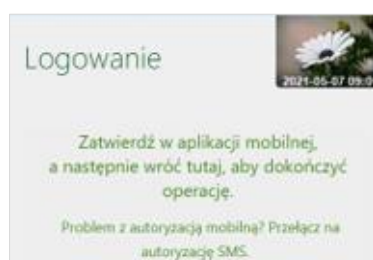 Logowanie
2021-05-07 09:0
Zatwierdź w aplikacji mobilnej,
a następnie wróć tutaj, aby dokończyć
operację.
Problem z autoryzacją mobilną? Przełącz na
autoryzację SMS.